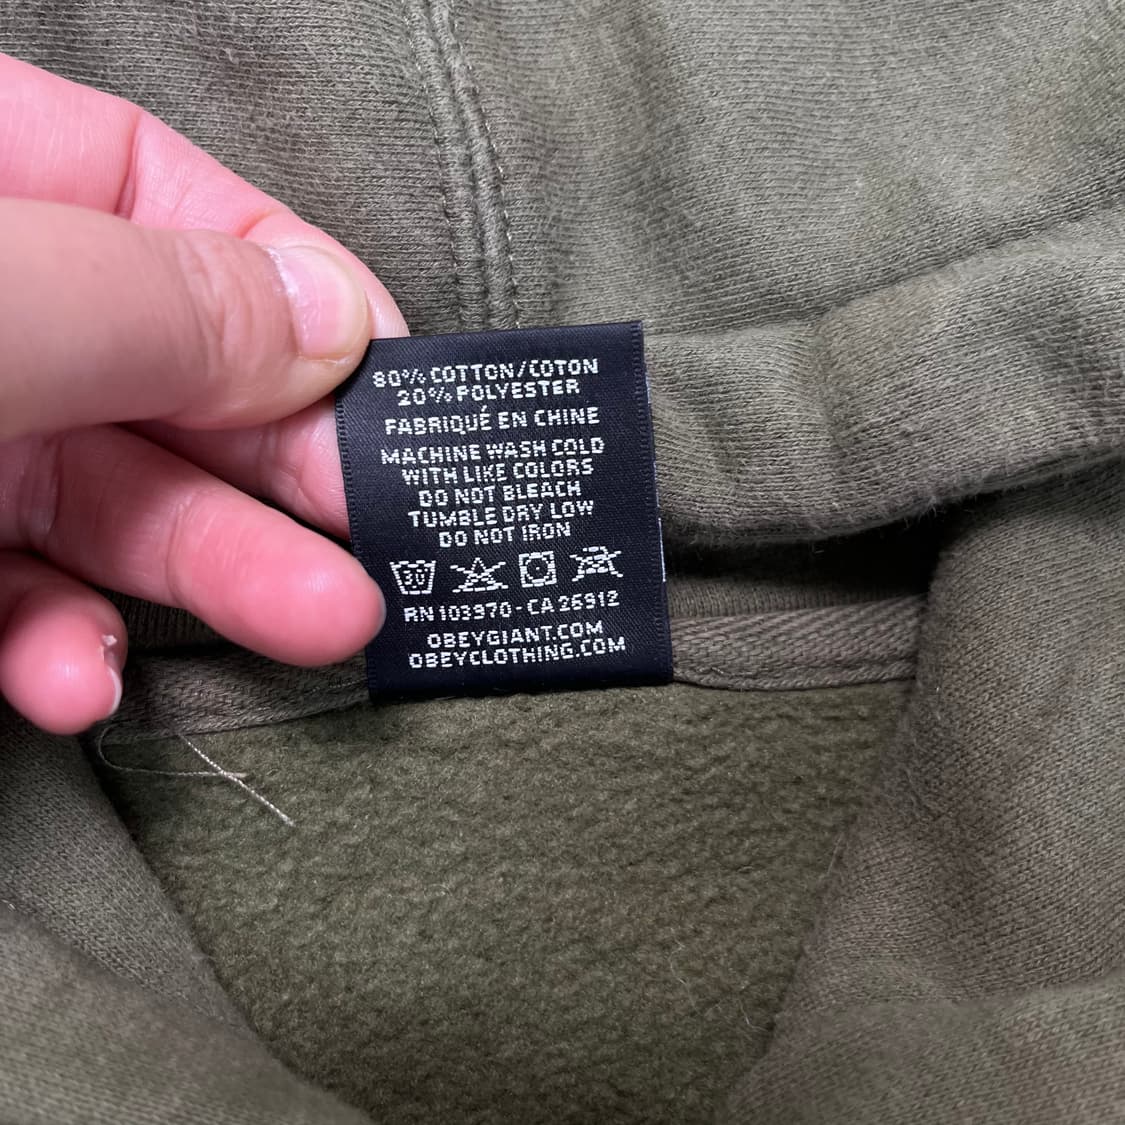 80% COTTON/COTON
20% POLYESTER
FABRIQUÉ EN CHINE
MACHINE WASH COLD
WITH LIKE COLORS
DO NOT BLEACH
TUMBLE DRY LOW
DO NOT IRON
30
RN 103970 - CA 26912
OBEYGIANT.COM
OBEYCLOTHING.COM